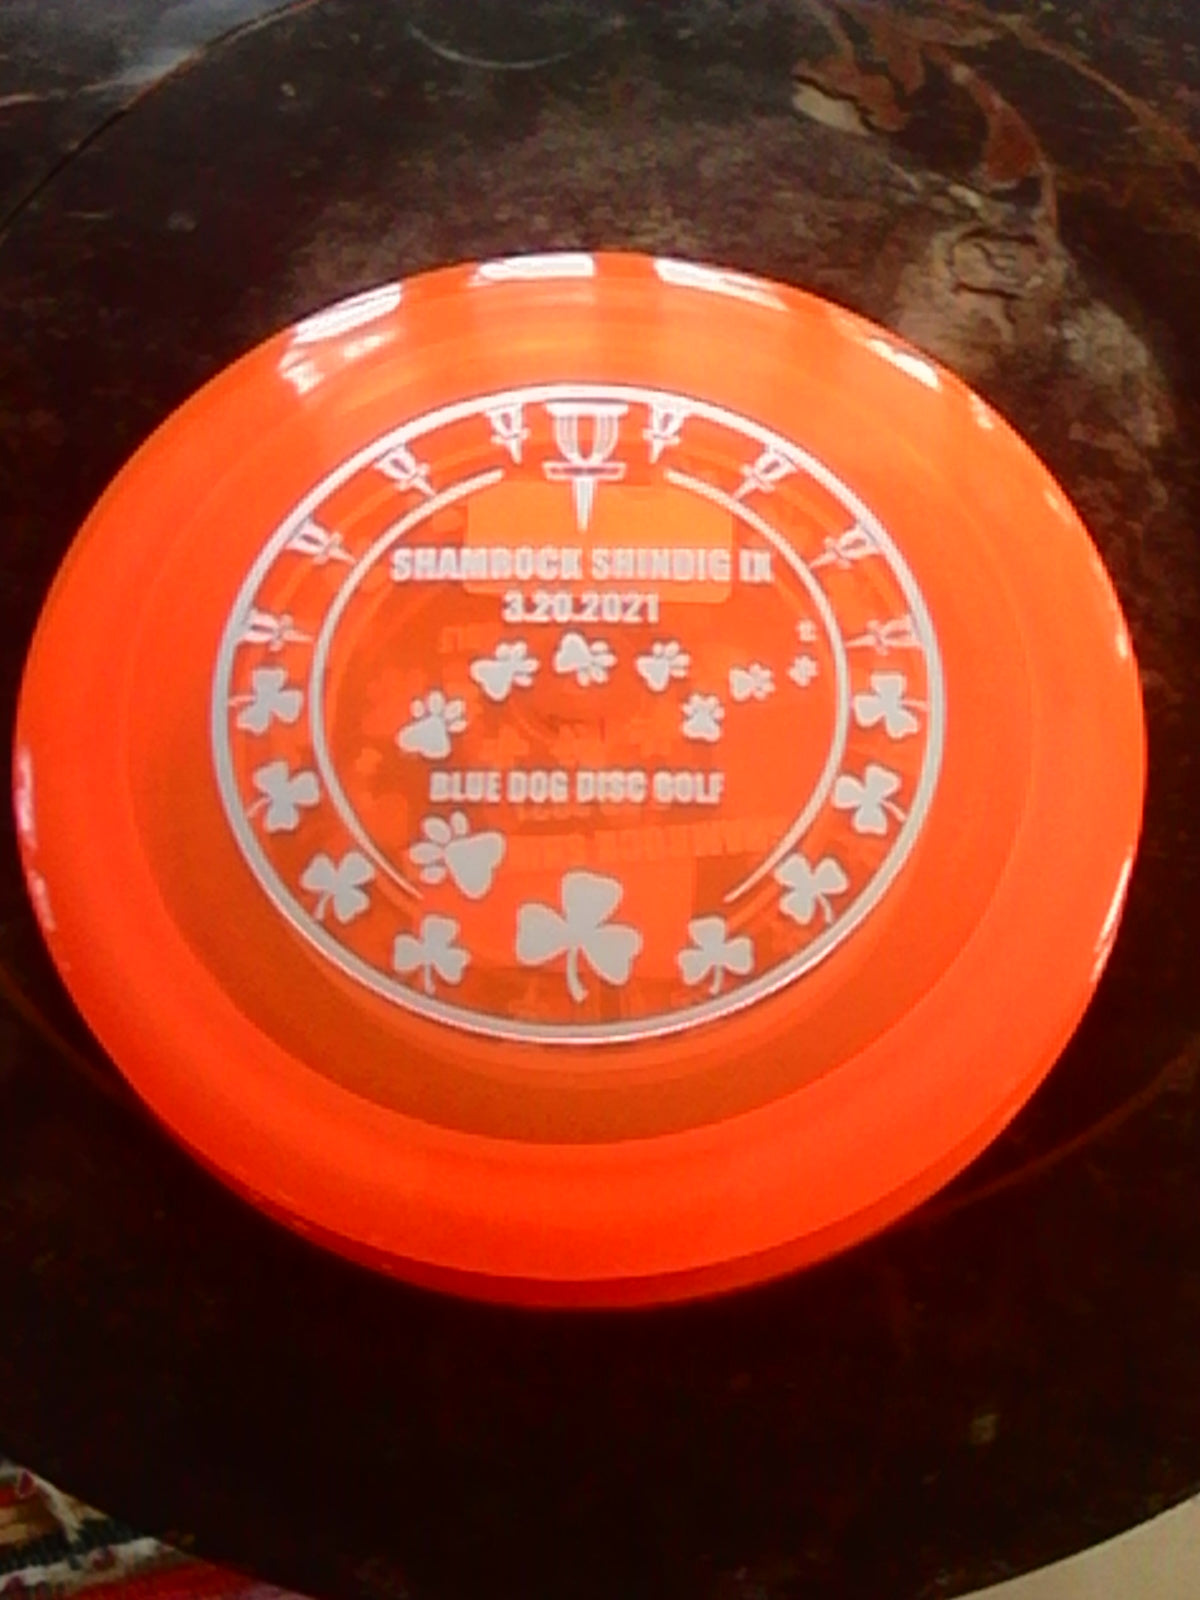 SHAMROCK SHINDIG IX
3.20.2021
BLUE DOG DISC GOLF